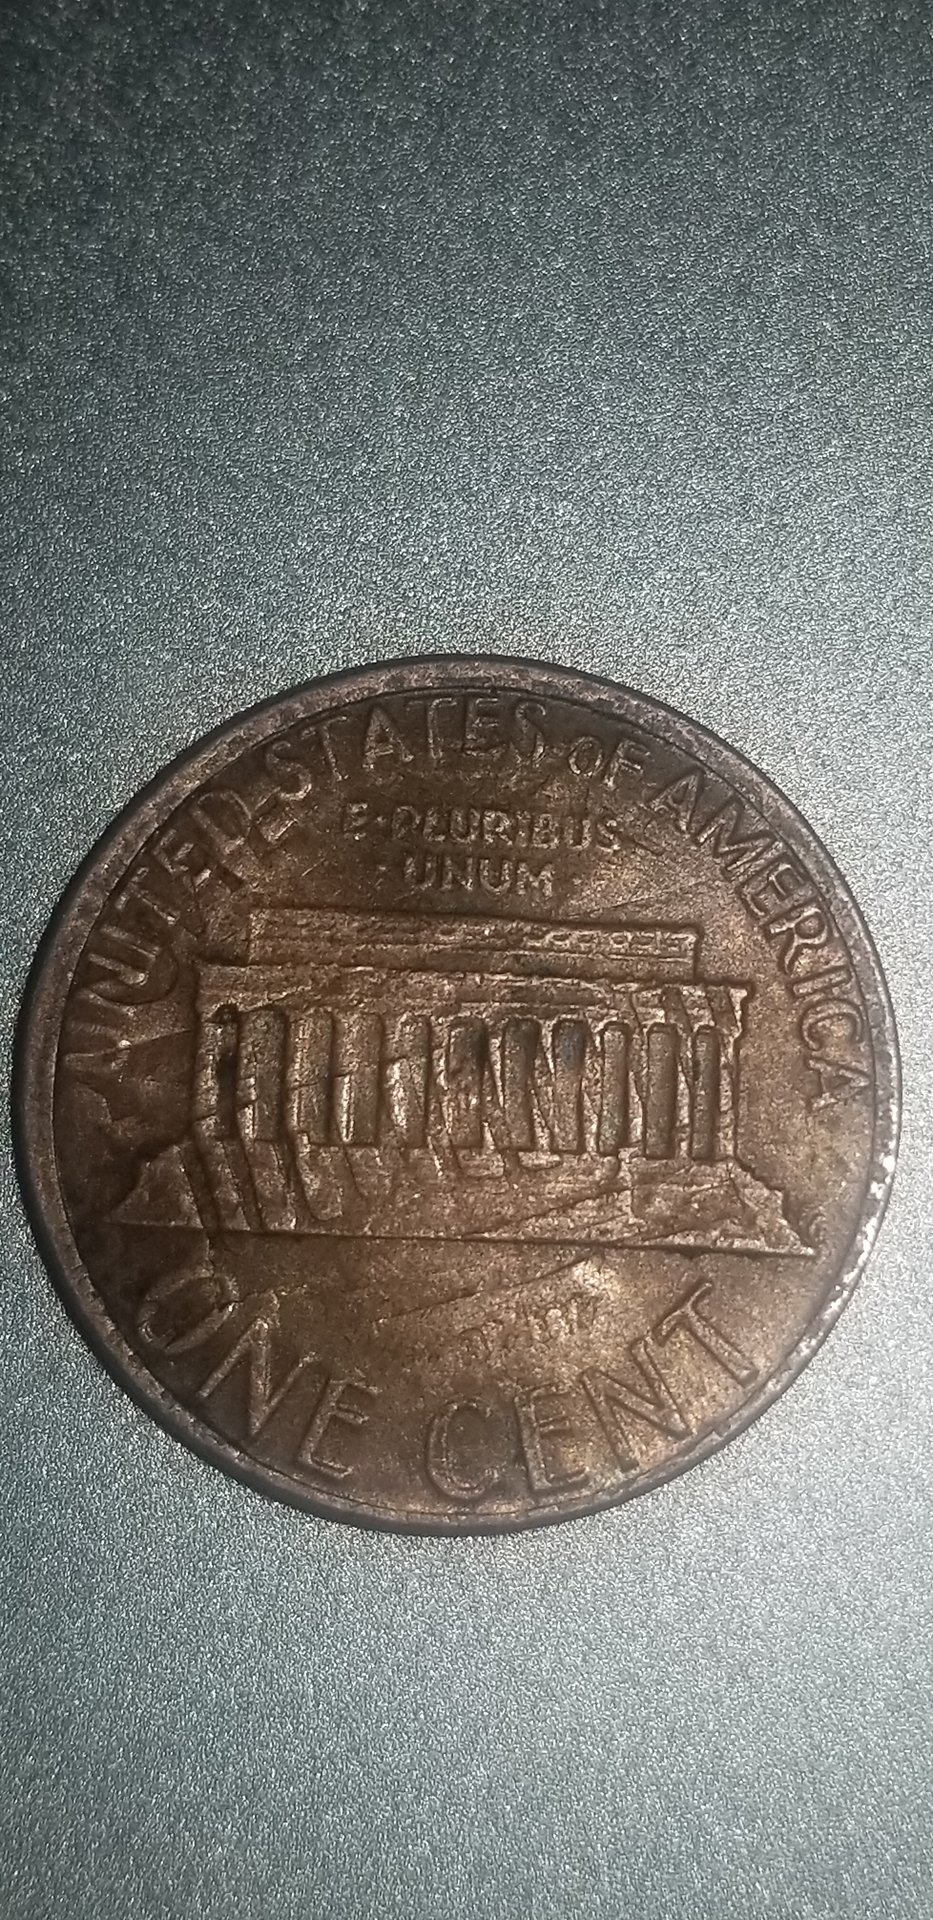 UNITED STATES OF AMERICA
E·PLURIBUS
·UNUM·
ONE CENT